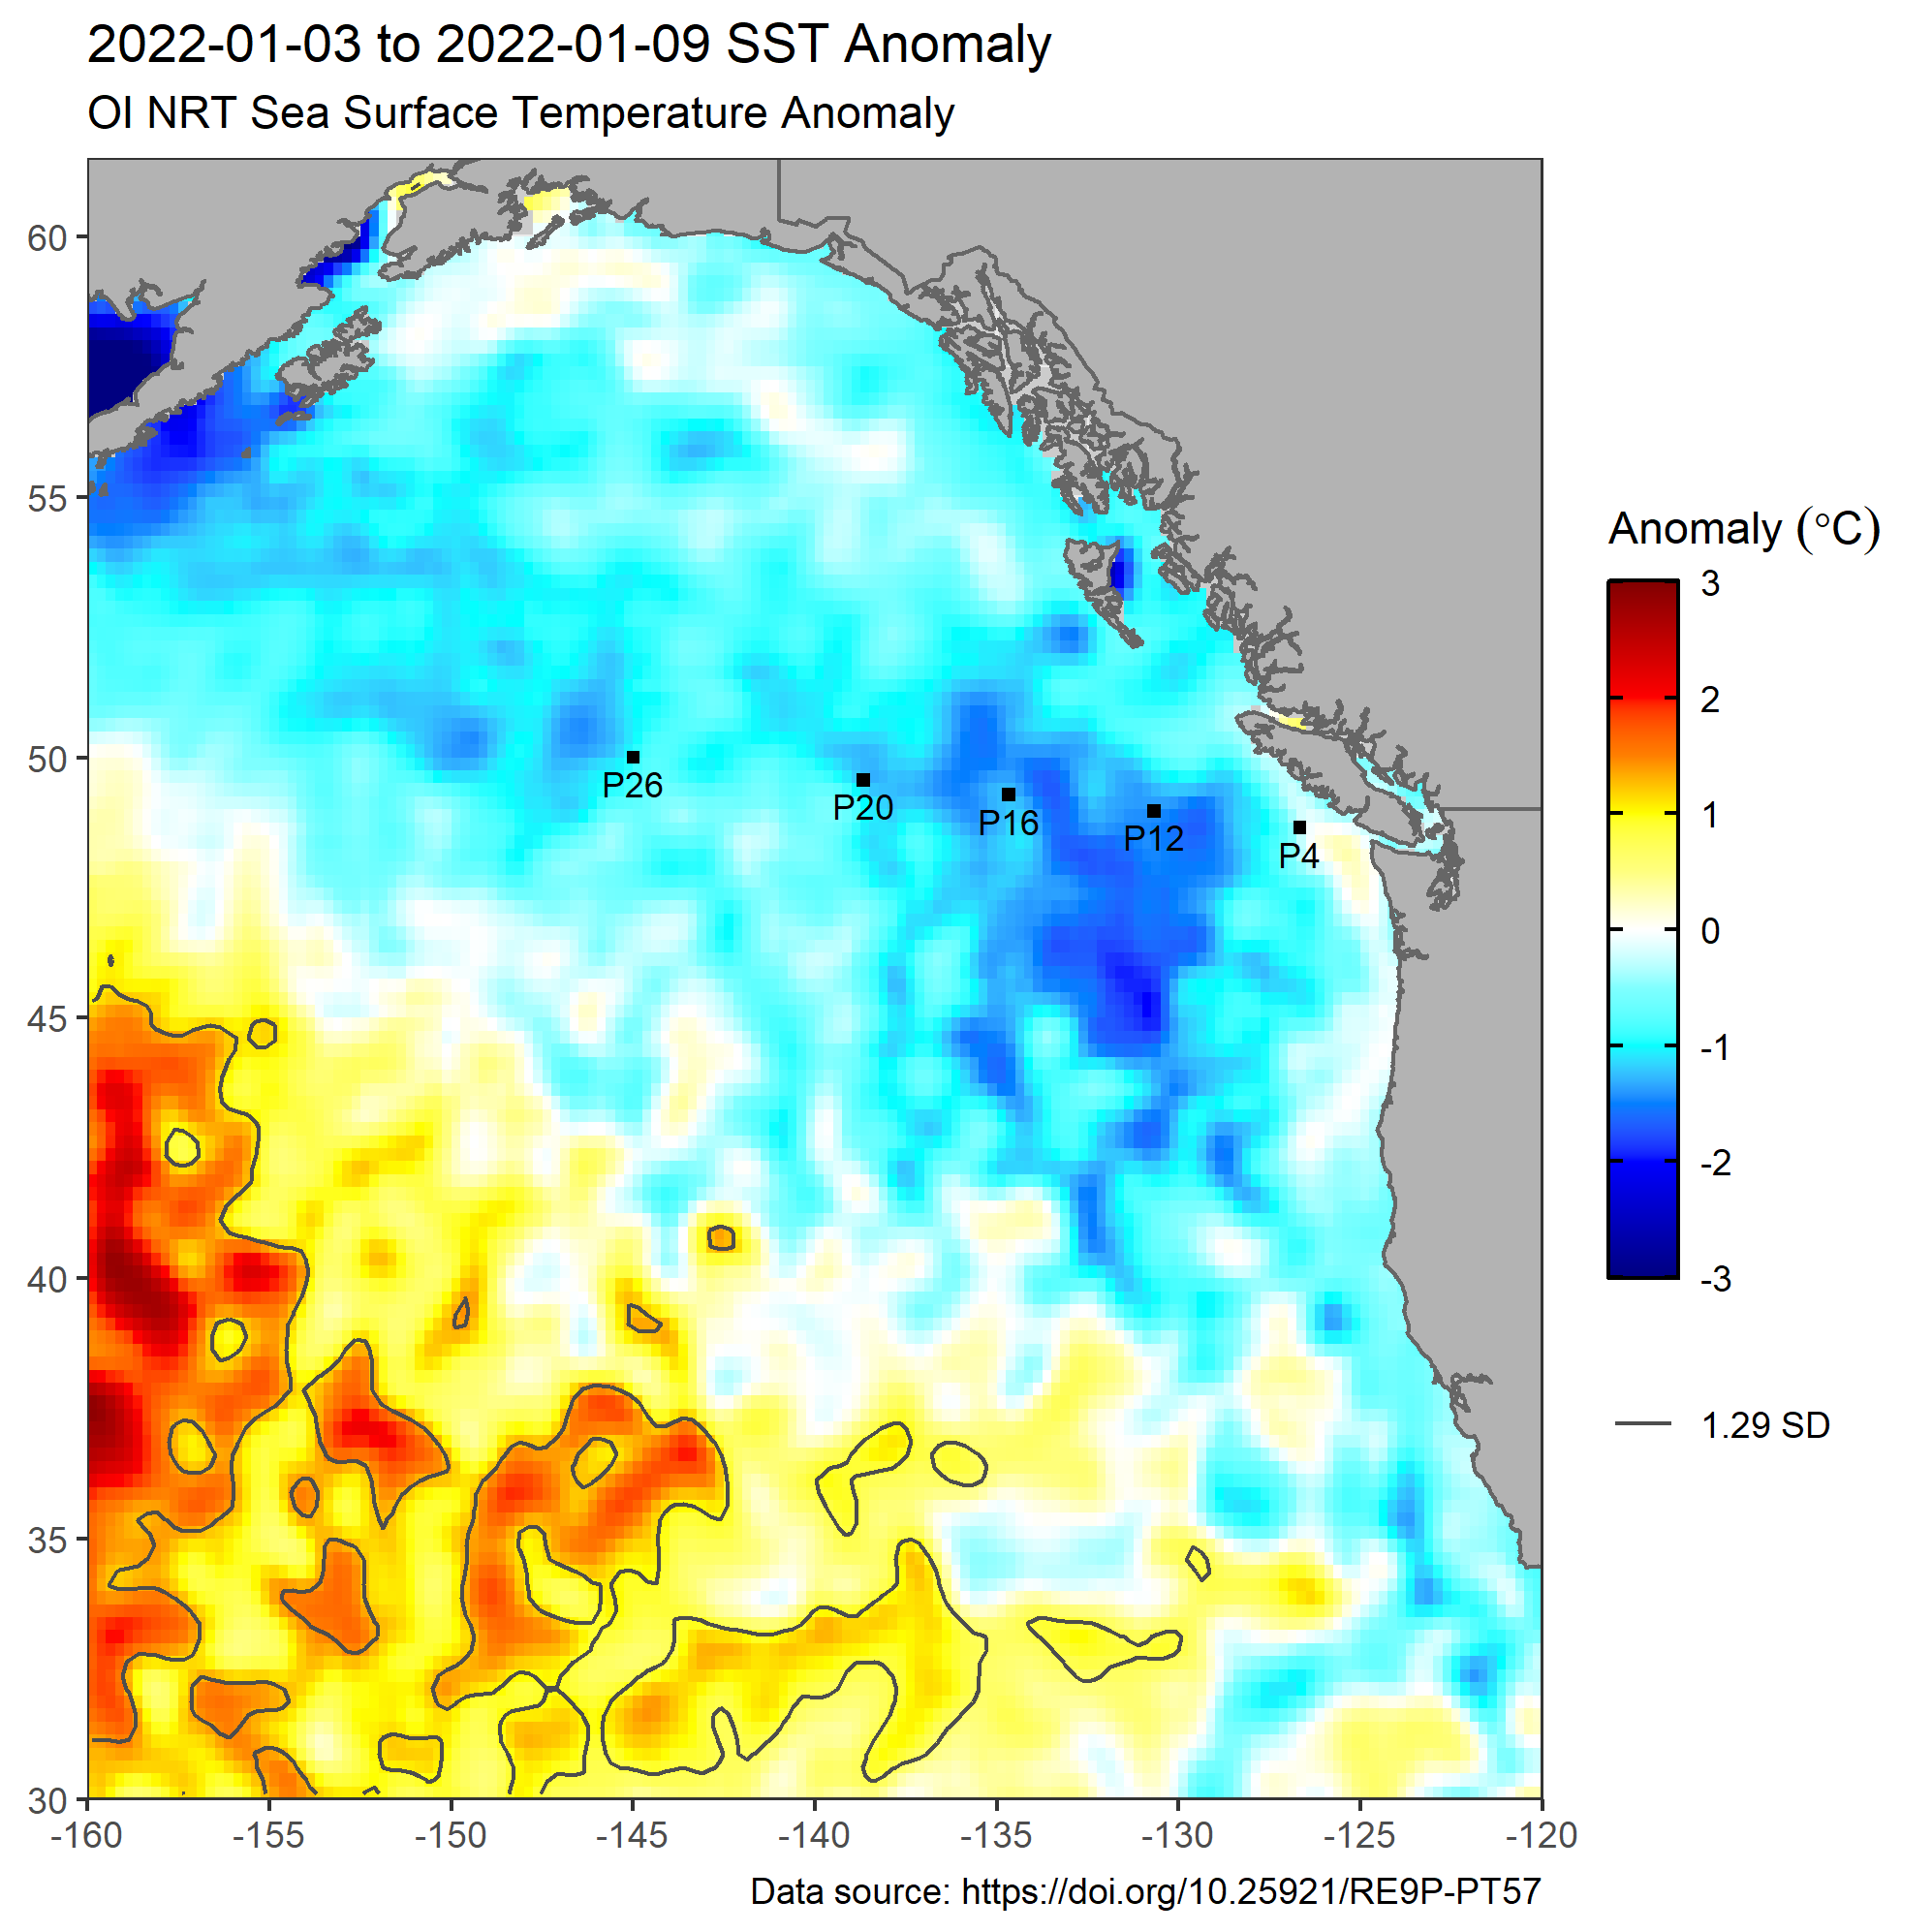 2022-01-03 to 2022-01-09 SST Anomaly
OI NRT Sea Surface Temperature Anomaly
60
55
50
45
40
35
30
-160
-155
-150
-145
-140
-135
-130
-125
-120
P26
P20
P16
P12
P4
Anomaly (°C)
3
2
1
0
-1
-2
-3
1.29 SD
Data source: https://doi.org/10.25921/RE9P-PT57